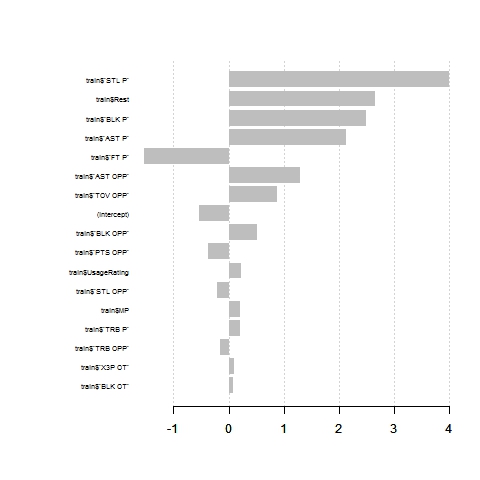 train$`STL P`
train$Rest
train$`BLK P`
train$`AST P`
train$`FT P`
train$`AST OPP`
train$`TOV OPP`
(Intercept)
train$`BLK OPP`
train$`PTS OPP`
train$UsageRating
train$`STL OPP`
train$MP
train$`TRB P`
train$`TRB OPP`
train$`X3P OT`
train$`BLK OT`
-1 0 1 2 3 4